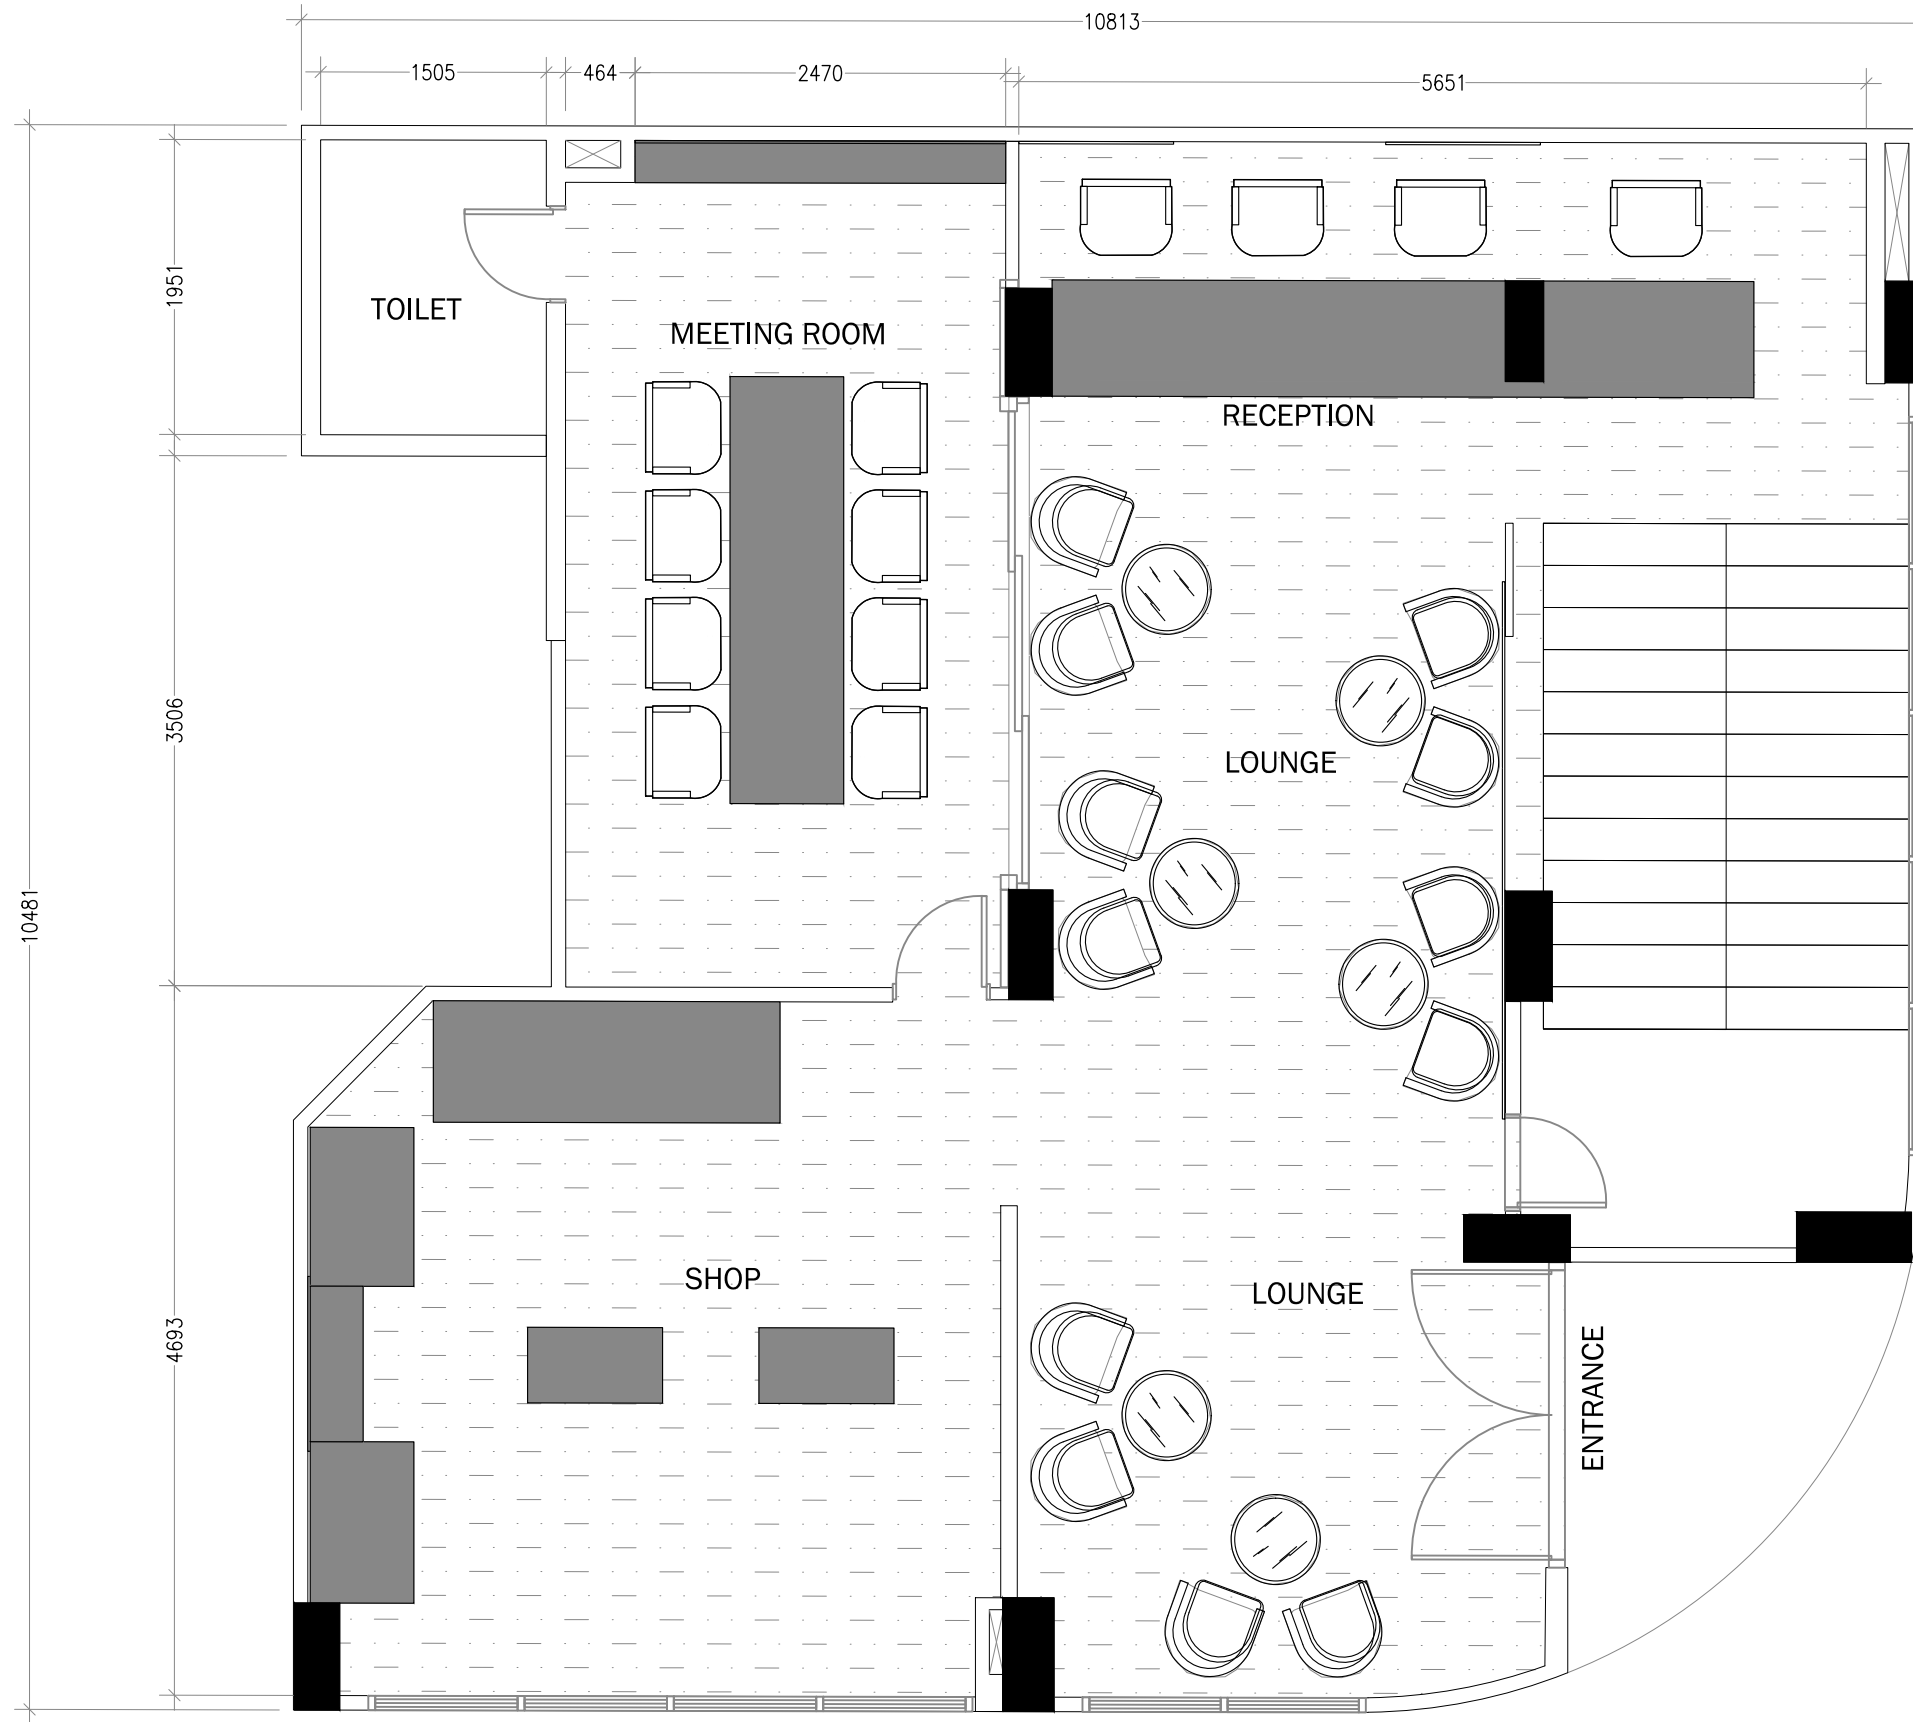 10813
1505
464
2470
5651
1951
TOILET
MEETING ROOM
RECEPTION
3506
LOUNGE
10481
SHOP
LOUNGE
4693
ENTRANCE